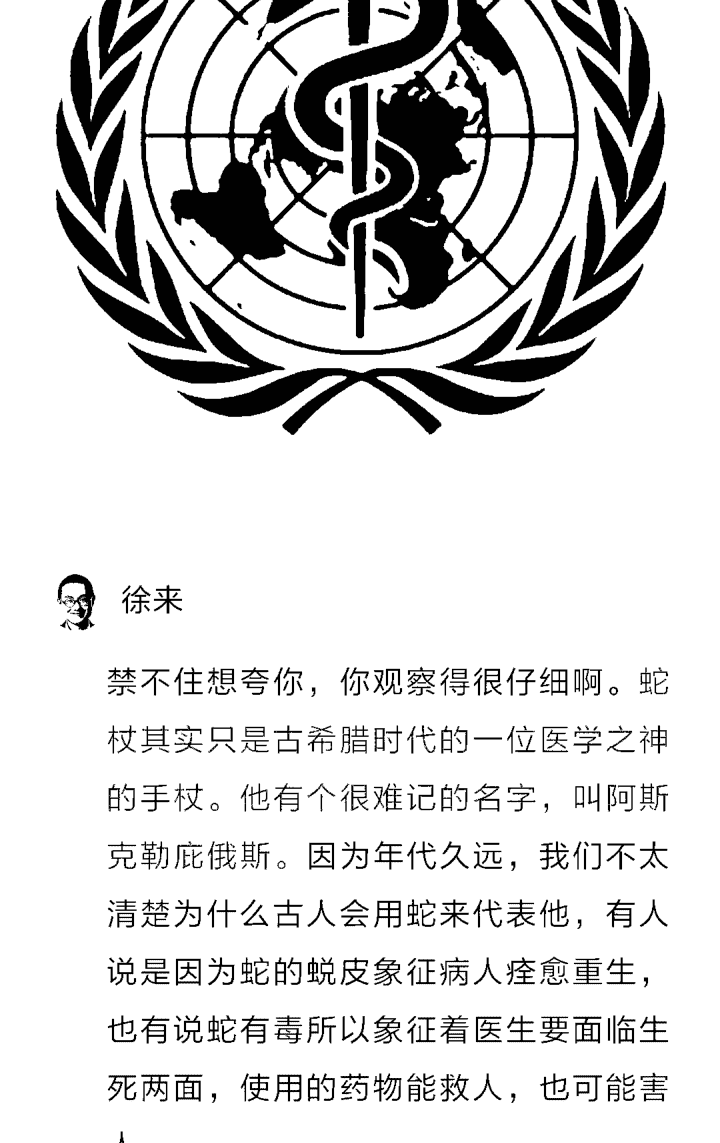 徐来
禁不住想夸你，你观察得很仔细啊。蛇
杖其实只是古希腊时代的一位医学之神
的手杖。他有个很难记的名字，叫阿斯
克勒庇俄斯。因为年代久远，我们不太
清楚为什么古人会用蛇来代表他，有人
说是因为蛇的蜕皮象征病人痊愈重生，
也有说蛇有毒所以象征着医生要面临生
死两面，使用的药物能救人，也可能害